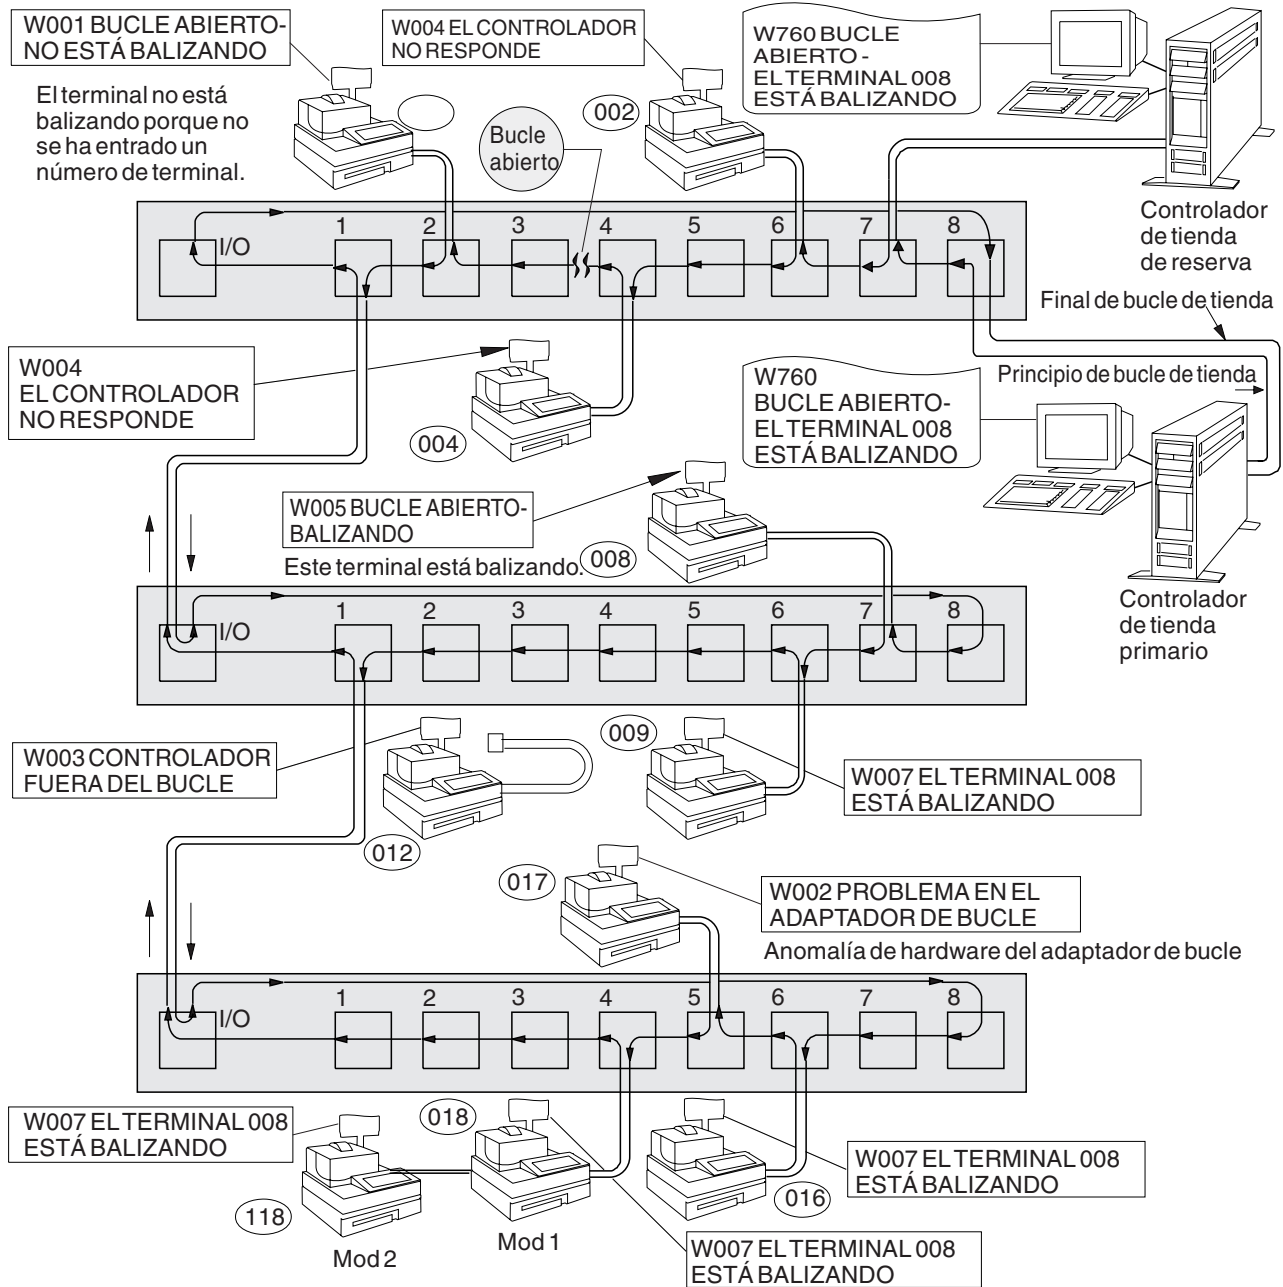 W001 BUCLE ABIERTO-
NO ESTÁ BALIZANDO
El terminal no está
balizando porque no
se ha entrado un
número de terminal.
W004 EL CONTROLADOR
NO RESPONDE
002
Bucle
abierto
W760 BUCLE
ABIERTO -
EL TERMINAL 008
ESTÁ BALIZANDO
Controlador
de tienda
de reserva
I/O
1
2
3
4
5
6
7
8
Final de bucle de tienda
Principio de bucle de tienda
W004
EL CONTROLADOR
NO RESPONDE
004
W760
BUCLE ABIERTO-
EL TERMINAL 008
ESTÁ BALIZANDO
Controlador
de tienda
primario
W005 BUCLE ABIERTO-
BALIZANDO
Este terminal está balizando.
008
I/O
1
2
3
4
5
6
7
8
W003 CONTROLADOR
FUERA DEL BUCLE
012
009
W007 EL TERMINAL 008
ESTÁ BALIZANDO
017
W002 PROBLEMA EN EL
ADAPTADOR DE BUCLE
Anomalía de hardware del adaptador de bucle
I/O
1
2
3
4
5
6
7
8
W007 EL TERMINAL 008
ESTÁ BALIZANDO
118
Mod 2
018
Mod 1
016
W007 EL TERMINAL 008
ESTÁ BALIZANDO
W007 EL TERMINAL 008
ESTÁ BALIZANDO